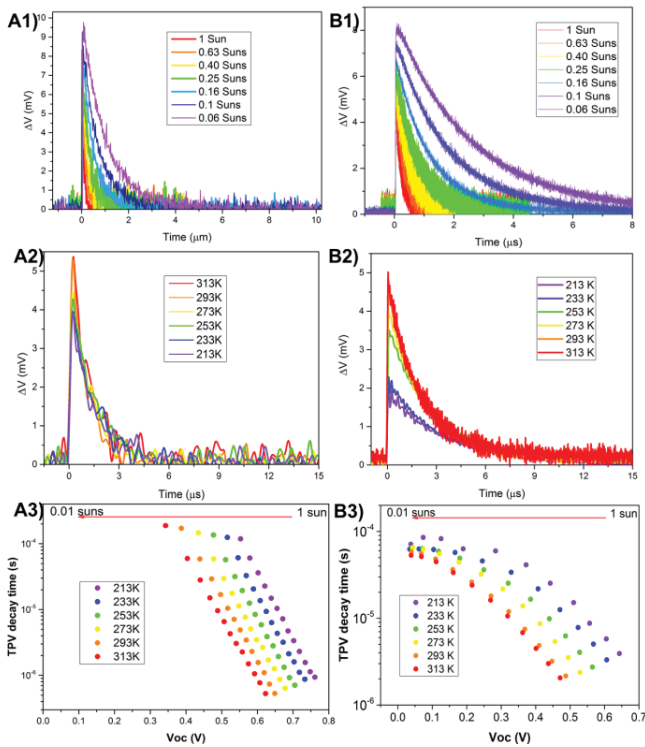 A1)
10
9
8
7
6
5
4
3
2
1
0
ΔV (mV)
1 Sun
0.63 Suns
0.40 Suns
0.25 Suns
0.16 Suns
0.1 Suns
0.06 Suns
0 2 4 6 8 10
Time (μm)
B1)
8
6
4
2
0
ΔV (mV)
1 Sun
0.63 Suns
0.40 Suns
0.25 Suns
0.16 Suns
0.1 Suns
0.06 Suns
0 2 4 6 8
Time (μs)
A2)
5
4
3
2
1
0
ΔV (mV)
313K
293K
273K
253K
233K
213K
0 3 6 9 12 15
Time (μs)
B2)
5
4
3
2
1
0
ΔV (mV)
213 K
233 K
253 K
273 K
293 K
313 K
0 3 6 9 12 15
Time (μs)
A3)
0.01 suns
1 sun
10⁻⁴
10⁻⁵
10⁻⁶
TPV decay time (s)
213K
233K
253K
273K
293K
313K
0.0 0.1 0.2 0.3 0.4 0.5 0.6 0.7 0.8
Voc (V)
B3)
0.01 suns
1 sun
10⁻⁴
10⁻⁵
10⁻⁶
TPV decay time (s)
213 K
233 K
253 K
273 K
293 K
313 K
0.0 0.1 0.2 0.3 0.4 0.5 0.6 0.7
Voc (V)